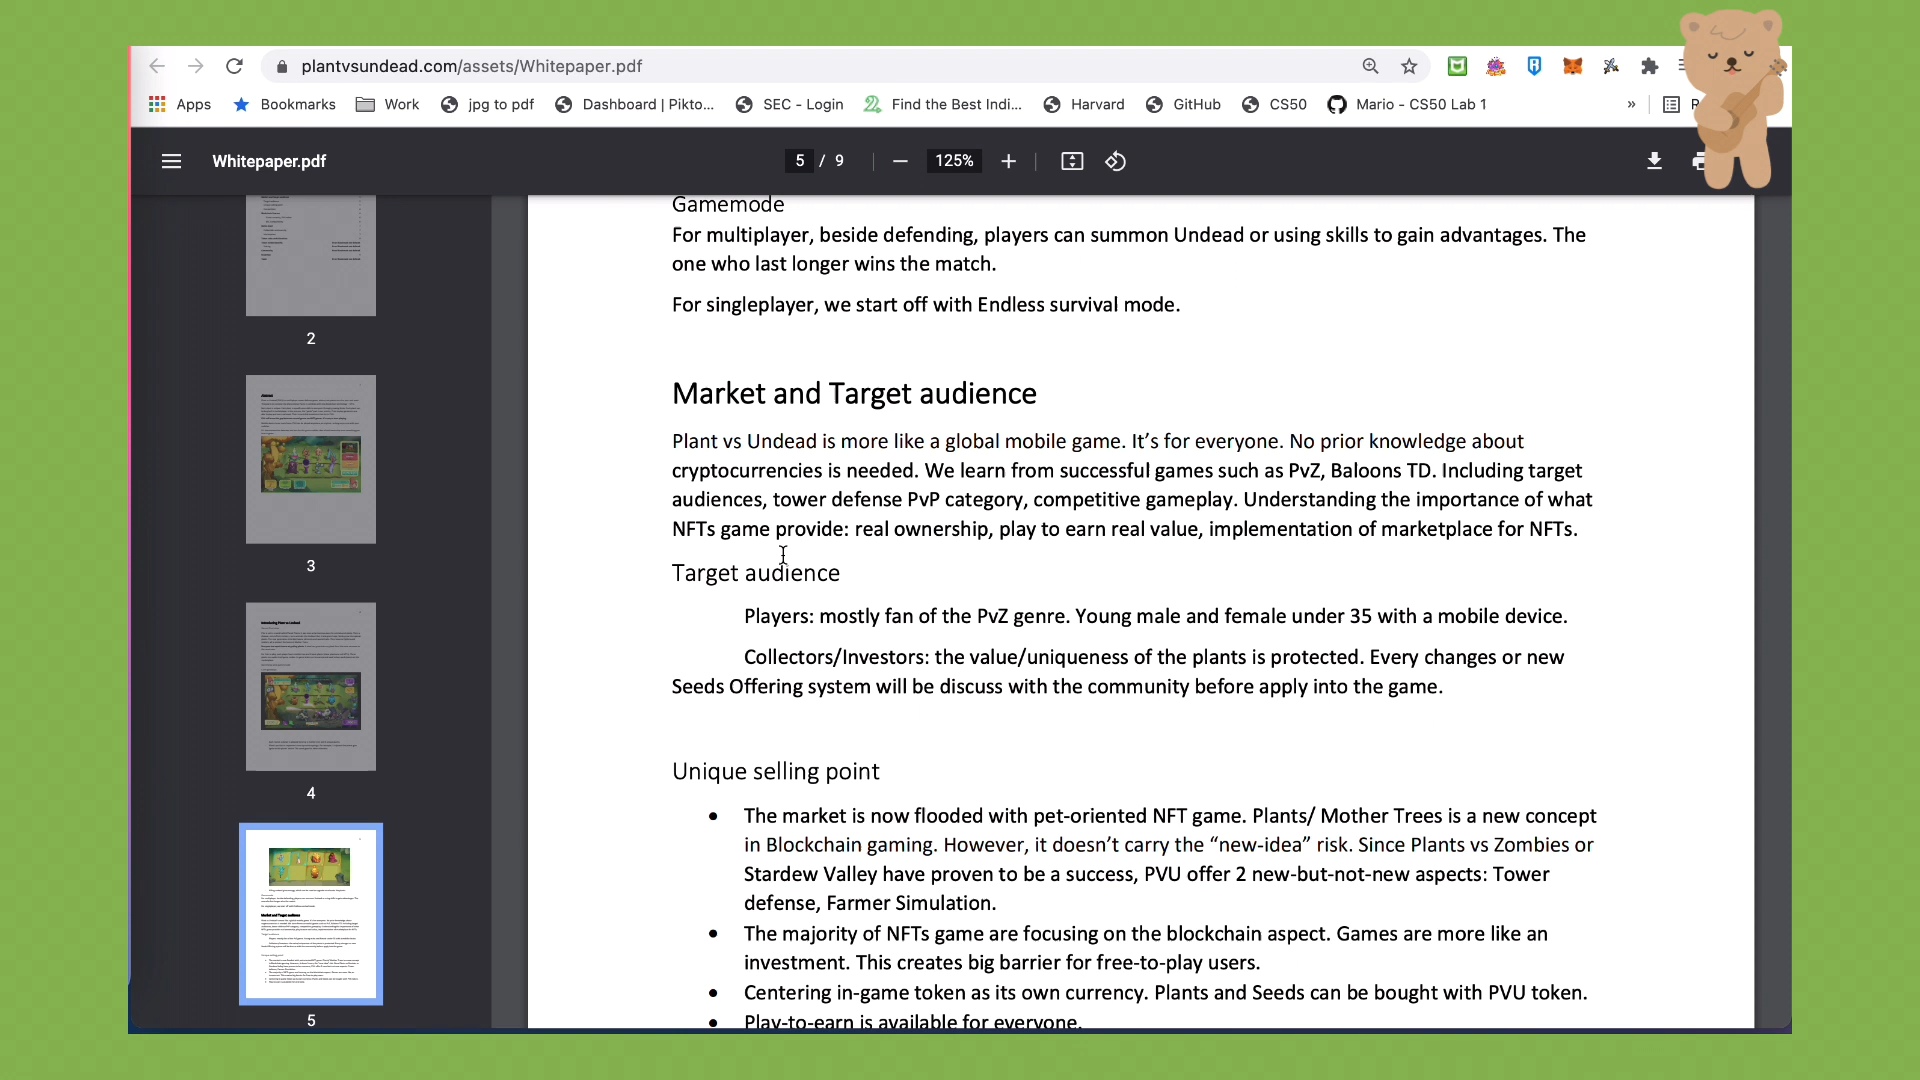 plantvsundead.com/assets/Whitepaper.pdf
Apps Bookmarks Work jpg to pdf Dashboard | Pikto... SEC - Login Find the Best Indi... Harvard GitHub CS50 Mario - CS50 Lab 1 »
Whitepaper.pdf 5 / 9 125%
2
3
4
5
Gamemode
For multiplayer, beside defending, players can summon Undead or using skills to gain advantages. The
one who last longer wins the match.
For singleplayer, we start off with Endless survival mode.
Market and Target audience
Plant vs Undead is more like a global mobile game. It’s for everyone. No prior knowledge about
cryptocurrencies is needed. We learn from successful games such as PvZ, Baloons TD. Including target
audiences, tower defense PvP category, competitive gameplay. Understanding the importance of what
NFTs game provide: real ownership, play to earn real value, implementation of marketplace for NFTs.
Target audience
Players: mostly fan of the PvZ genre. Young male and female under 35 with a mobile device.
Collectors/Investors: the value/uniqueness of the plants is protected. Every changes or new
Seeds Offering system will be discuss with the community before apply into the game.
Unique selling point
• The market is now flooded with pet-oriented NFT game. Plants/ Mother Trees is a new concept
in Blockchain gaming. However, it doesn’t carry the “new-idea” risk. Since Plants vs Zombies or
Stardew Valley have proven to be a success, PVU offer 2 new-but-not-new aspects: Tower
defense, Farmer Simulation.
• The majority of NFTs game are focusing on the blockchain aspect. Games are more like an
investment. This creates big barrier for free-to-play users.
• Centering in-game token as its own currency. Plants and Seeds can be bought with PVU token.
• Play-to-earn is available for everyone.